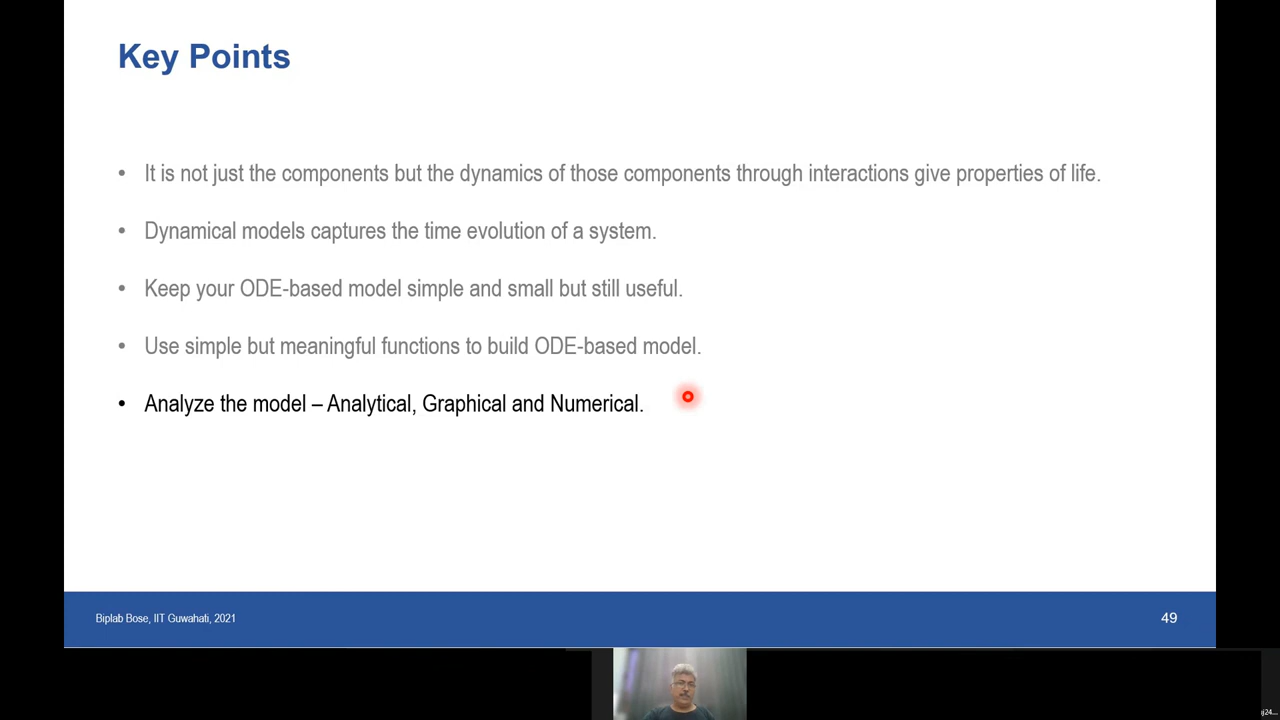 Key Points
• It is not just the components but the dynamics of those components through interactions give properties of life.
• Dynamical models captures the time evolution of a system.
• Keep your ODE-based model simple and small but still useful.
• Use simple but meaningful functions to build ODE-based model.
• Analyze the model – Analytical, Graphical and Numerical.
Biplab Bose, IIT Guwahati, 2021
49